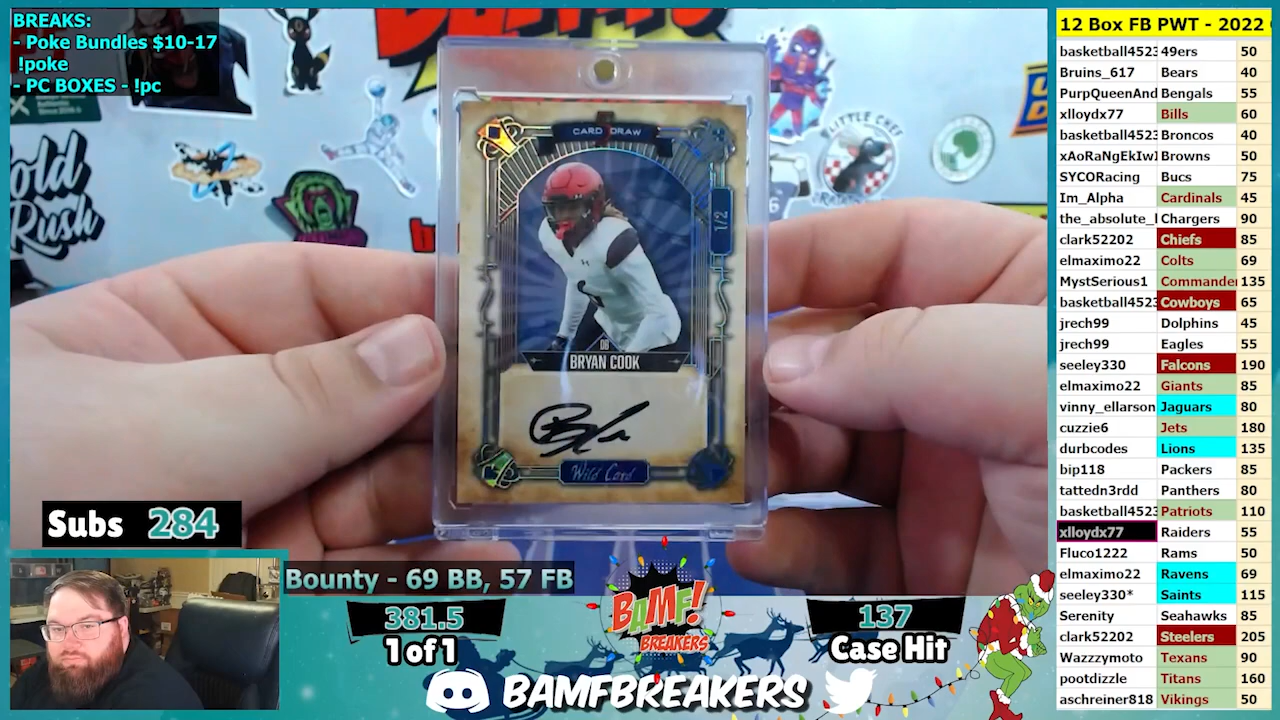 BREAKS:
- Poke Bundles $10-17
!poke
- PC BOXES - !pc
old
Rush
LITTLE CHEF
CARD DRAW
1/2
DB
BRYAN COOK
Wild Card
Subs 284
Bounty - 69 BB, 57 FB
381.5
1 of 1
BAMF!
BREAKERS
137
Case Hit
BAMFBREAKERS
12 Box FB PWT - 2022
basketball4523 49ers 50
Bruins_617 Bears 40
PurpQueenAnd Bengals 55
xlloydx77 Bills 60
basketball4523 Broncos 40
xAoRaNgEkIw1 Browns 50
SYCORacing Bucs 75
Im_Alpha Cardinals 45
the_absolute_l Chargers 90
clark52202 Chiefs 85
elmaximo22 Colts 69
MystSerious1 Commander 135
basketball4523 Cowboys 65
jrech99 Dolphins 45
jrech99 Eagles 55
seeley330 Falcons 190
elmaximo22 Giants 85
vinny_ellarson Jaguars 80
cuzzie6 Jets 180
durbcodes Lions 135
bip118 Packers 85
tattedn3rdd Panthers 80
basketball4523 Patriots 110
xlloydx77 Raiders 55
Fluco1222 Rams 50
elmaximo22 Ravens 69
seeley330* Saints 115
Serenity Seahawks 85
clark52202 Steelers 205
Wazzzymoto Texans 90
pootdizzle Titans 160
aschreiner818 Vikings 50